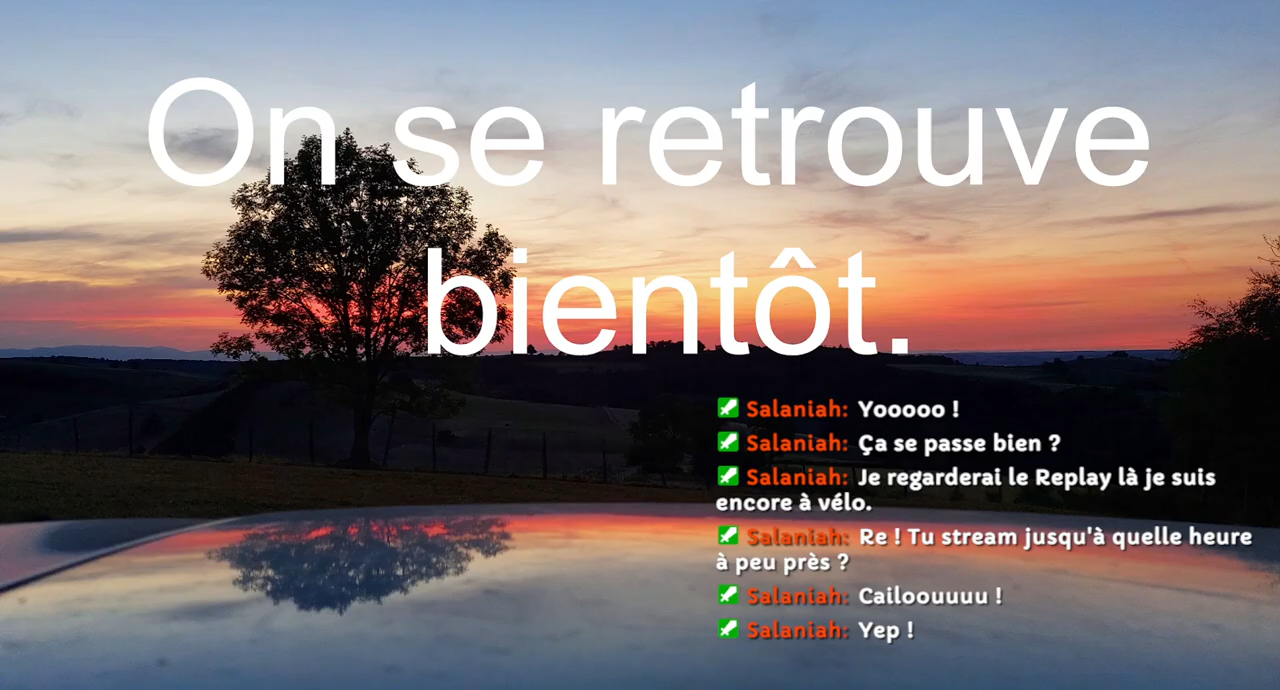 On se retrouve
bientôt.
Salaniah: Yooooo !
Salaniah: Ça se passe bien ?
Salaniah: Je regarderai le Replay là je suis
encore à vélo.
Salaniah: Re ! Tu stream jusqu'à quelle heure
à peu près ?
Salaniah: Cailoouuuu !
Salaniah: Yep !